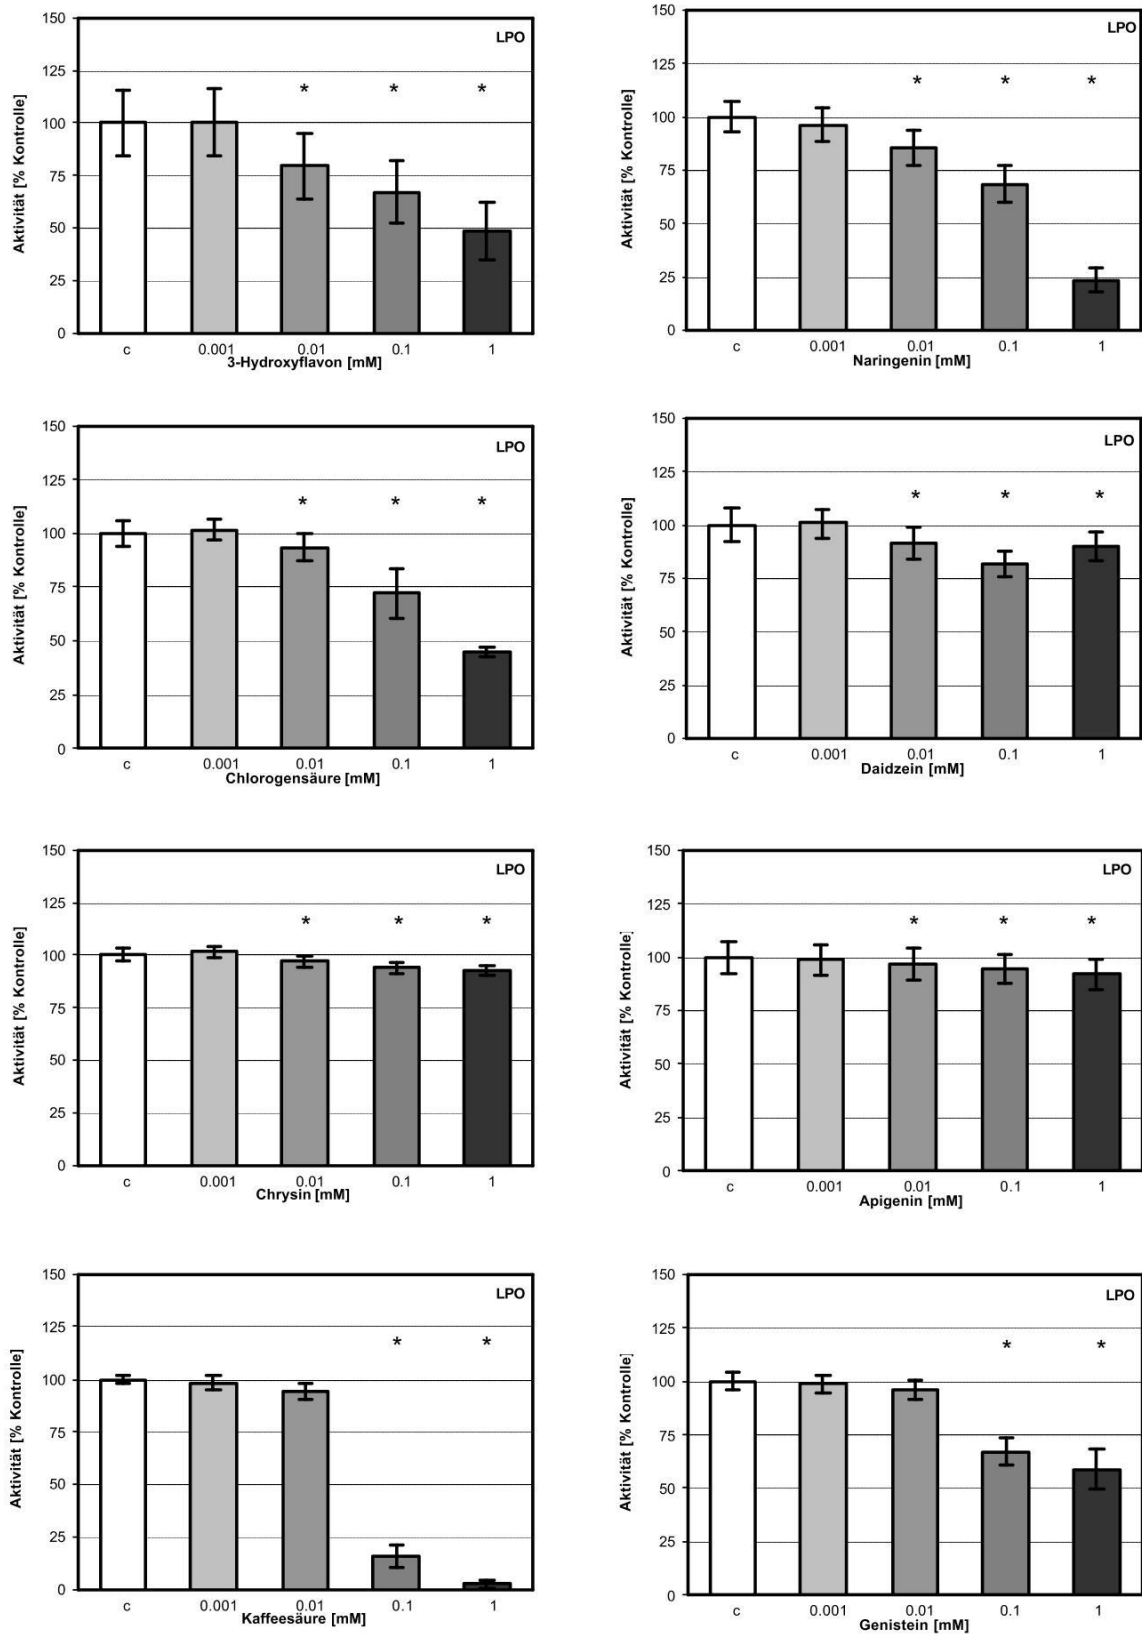 150
LPO
125
* * *
100
75
50
25
0
Aktivität [% Kontrolle]
c 0.001 0.01 0.1 1
3-Hydroxyflavon [mM]
150
LPO
125
* * *
100
75
50
25
0
Aktivität [% Kontrolle]
c 0.001 0.01 0.1 1
Naringenin [mM]
150
LPO
125
* * *
100
75
50
25
0
Aktivität [% Kontrolle]
c 0.001 0.01 0.1 1
Chlorogensäure [mM]
150
LPO
125
* * *
100
75
50
25
0
Aktivität [% Kontrolle]
c 0.001 0.01 0.1 1
Daidzein [mM]
150
LPO
125
* * *
100
75
50
25
0
Aktivität [% Kontrolle]
c 0.001 0.01 0.1 1
Chrysin [mM]
150
LPO
125
* * *
100
75
50
25
0
Aktivität [% Kontrolle]
c 0.001 0.01 0.1 1
Apigenin [mM]
150
LPO
125
* *
100
75
50
25
0
Aktivität [% Kontrolle]
c 0.001 0.01 0.1 1
Kaffeesäure [mM]
150
LPO
125
* *
100
75
50
25
0
Aktivität [% Kontrolle]
c 0.001 0.01 0.1 1
Genistein [mM]